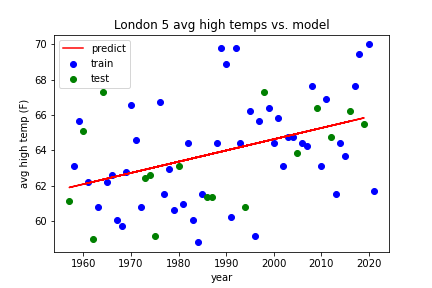 London 5 avg high temps vs. model
predict
train
test
avg high temp (F)
70
68
66
64
62
60
1960 1970 1980 1990 2000 2010 2020
year